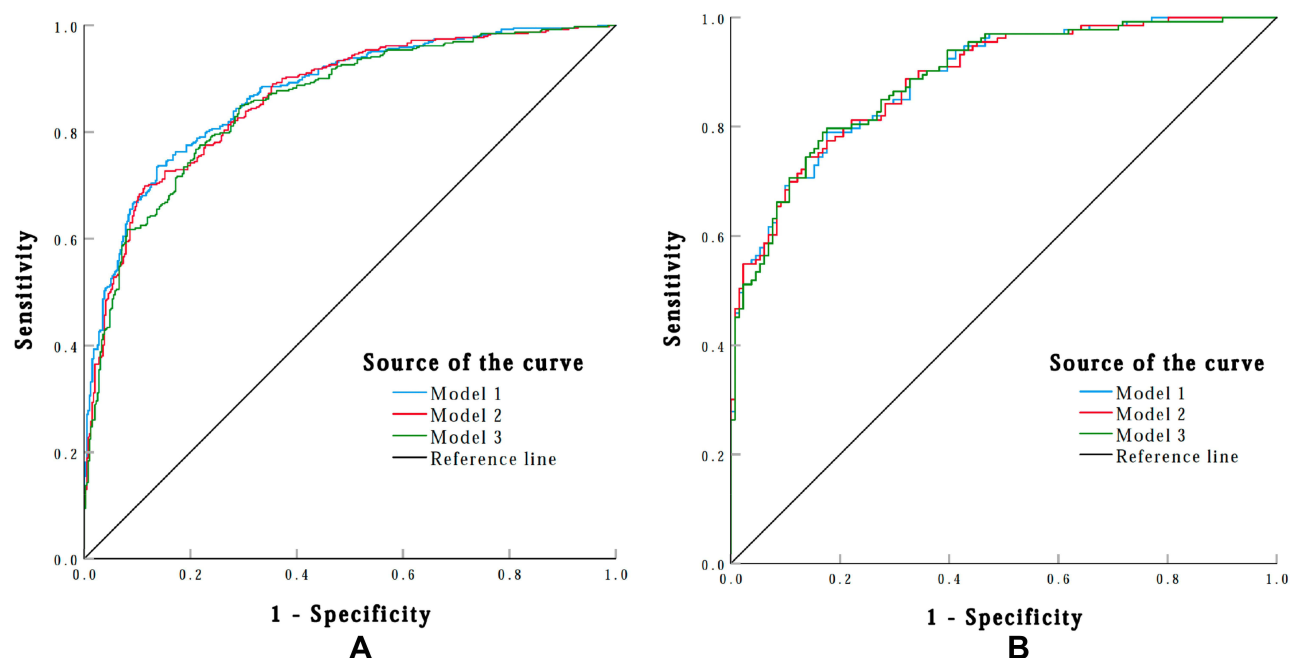 1.0
0.8
0.6
0.4
0.2
0.0
Sensitivity
Source of the curve
Model 1
Model 2
Model 3
Reference line
0.0 0.2 0.4 0.6 0.8 1.0
1 - Specificity
A
1.0
0.8
0.6
0.4
0.2
0.0
Sensitivity
Source of the curve
Model 1
Model 2
Model 3
Reference line
0.0 0.2 0.4 0.6 0.8 1.0
1 - Specificity
B